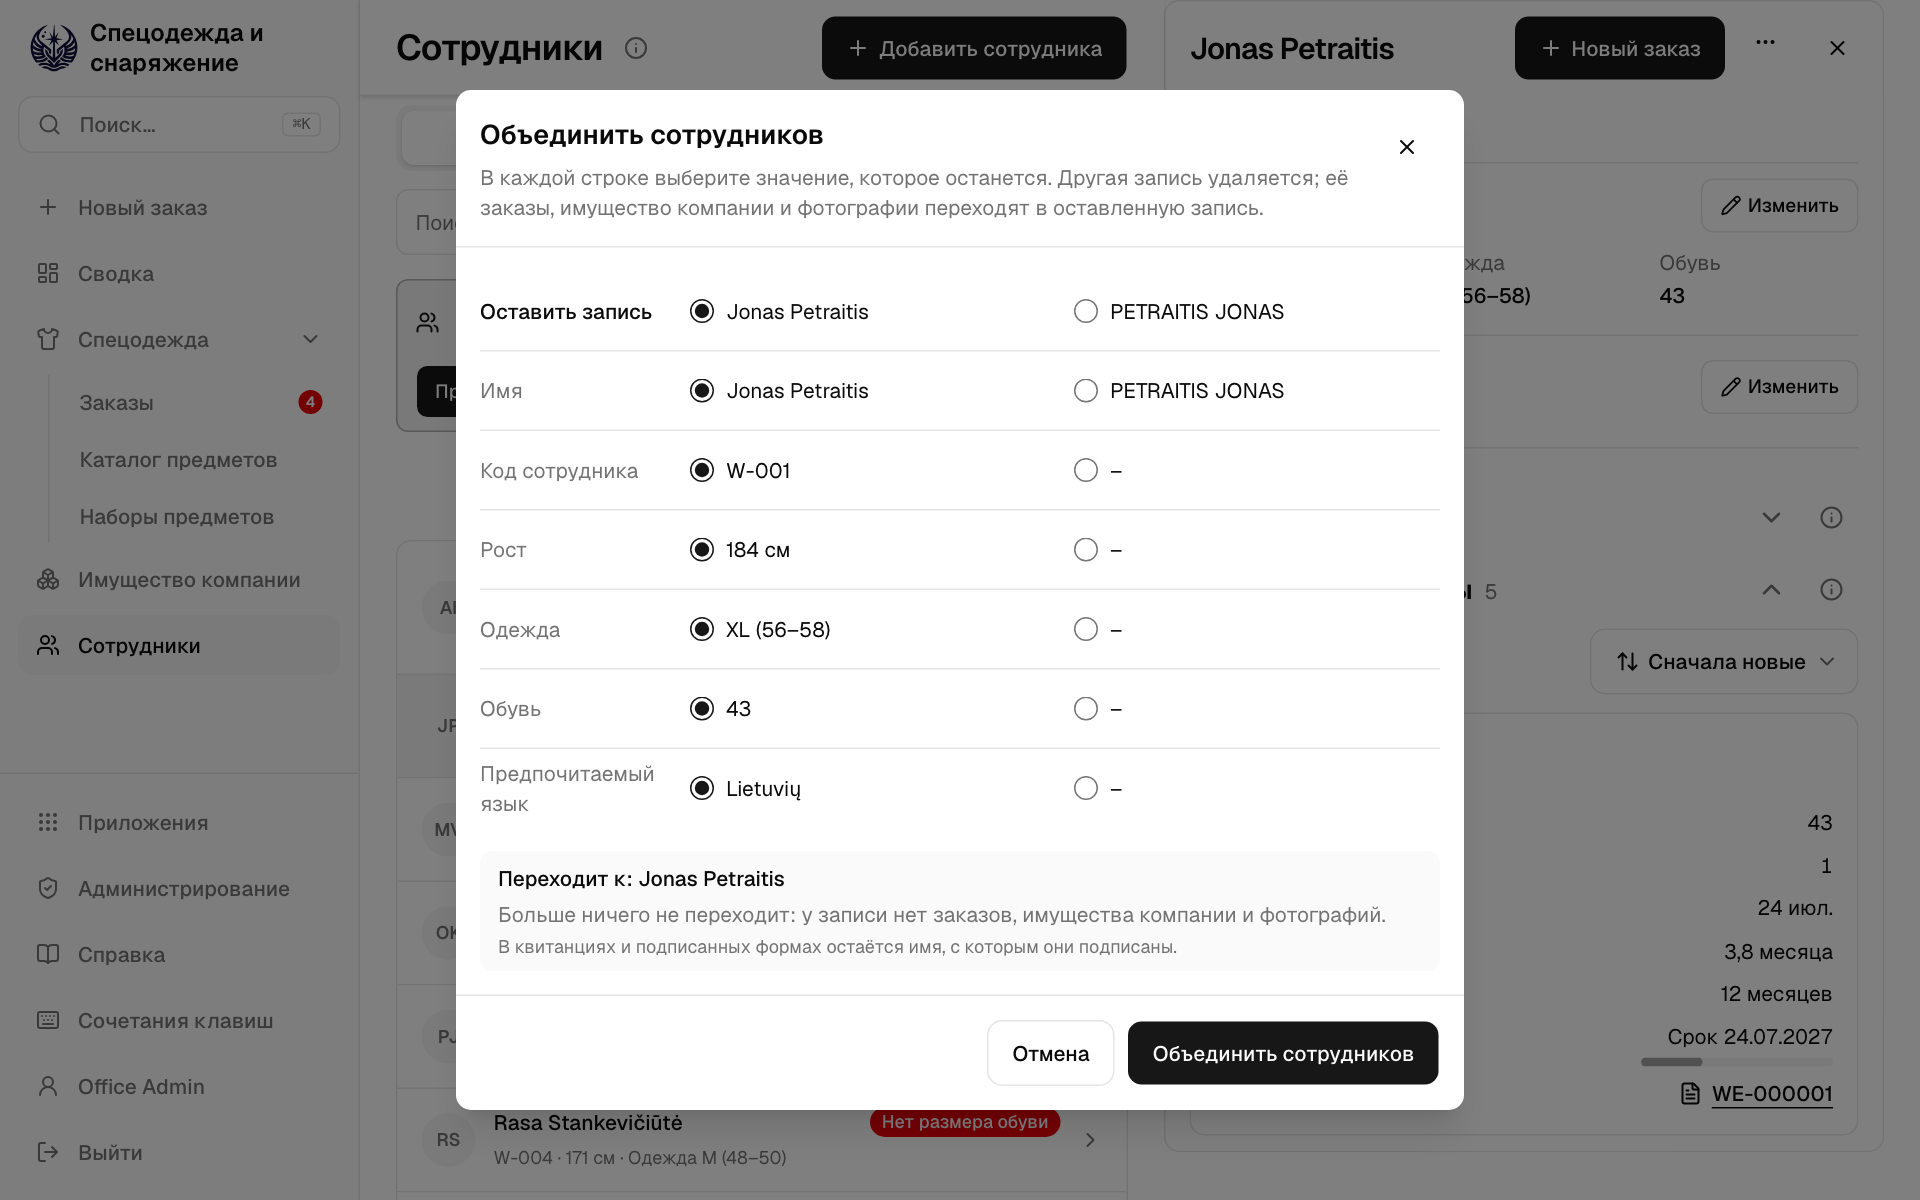 Спецодежда и
снаряжение
Поиск...
⌘K
Новый заказ
Сводка
Спецодежда
Заказы
4
Каталог предметов
Наборы предметов
Имущество компании
Сотрудники
Приложения
Администрирование
Справка
Сочетания клавиш
Office Admin
Выйти
Сотрудники
Добавить сотрудника
Jonas Petraitis
Новый заказ
Изменить
Обувь
56–58)
43
Изменить
5
Сначала новые
43
1
24 июл.
3,8 месяца
12 месяцев
Срок 24.07.2027
WE-000001
Объединить сотрудников
В каждой строке выберите значение, которое останется. Другая запись удаляется; её
заказы, имущество компании и фотографии переходят в оставленную запись.
Оставить запись
Jonas Petraitis
PETRAITIS JONAS
Имя
Jonas Petraitis
PETRAITIS JONAS
Код сотрудника
W-001
–
Рост
184 см
–
Одежда
XL (56–58)
–
Обувь
43
–
Предпочитаемый
язык
Lietuvių
–
Переходит к: Jonas Petraitis
Больше ничего не переходит: у записи нет заказов, имущества компании и фотографий.
В квитанциях и подписанных формах остаётся имя, с которым они подписаны.
Отмена
Объединить сотрудников
RS
Rasa Stankevičiūtė
Нет размера обуви
W-004 · 171 см · Одежда M (48–50)